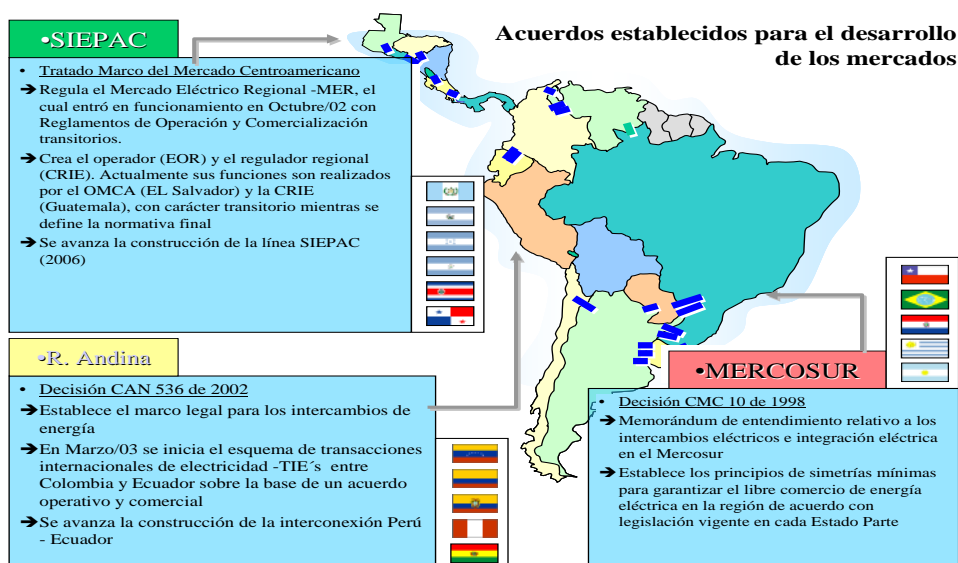 Acuerdos establecidos para el desarrollo
de los mercados
•SIEPAC
• Tratado Marco del Mercado Centroamericano
➔ Regula el Mercado Eléctrico Regional -MER, el
cual entró en funcionamiento en Octubre/02 con
Reglamentos de Operación y Comercialización
transitorios.
➔ Crea el operador (EOR) y el regulador regional
(CRIE). Actualmente sus funciones son realizados
por el OMCA (EL Salvador) y la CRIE
(Guatemala), con carácter transitorio mientras se
define la normativa final
➔ Se avanza la construcción de la línea SIEPAC
(2006)
•R. Andina
• Decisión CAN 536 de 2002
➔ Establece el marco legal para los intercambios de
energía
➔ En Marzo/03 se inicia el esquema de transacciones
internacionales de electricidad -TIE´s entre
Colombia y Ecuador sobre la base de un acuerdo
operativo y comercial
➔ Se avanza la construcción de la interconexión Perú
- Ecuador
•MERCOSUR
• Decisión CMC 10 de 1998
➔ Memorándum de entendimiento relativo a los
intercambios eléctricos e integración eléctrica
en el Mercosur
➔ Establece los principios de simetrías mínimas
para garantizar el libre comercio de energía
eléctrica en la región de acuerdo con
legislación vigente en cada Estado Parte